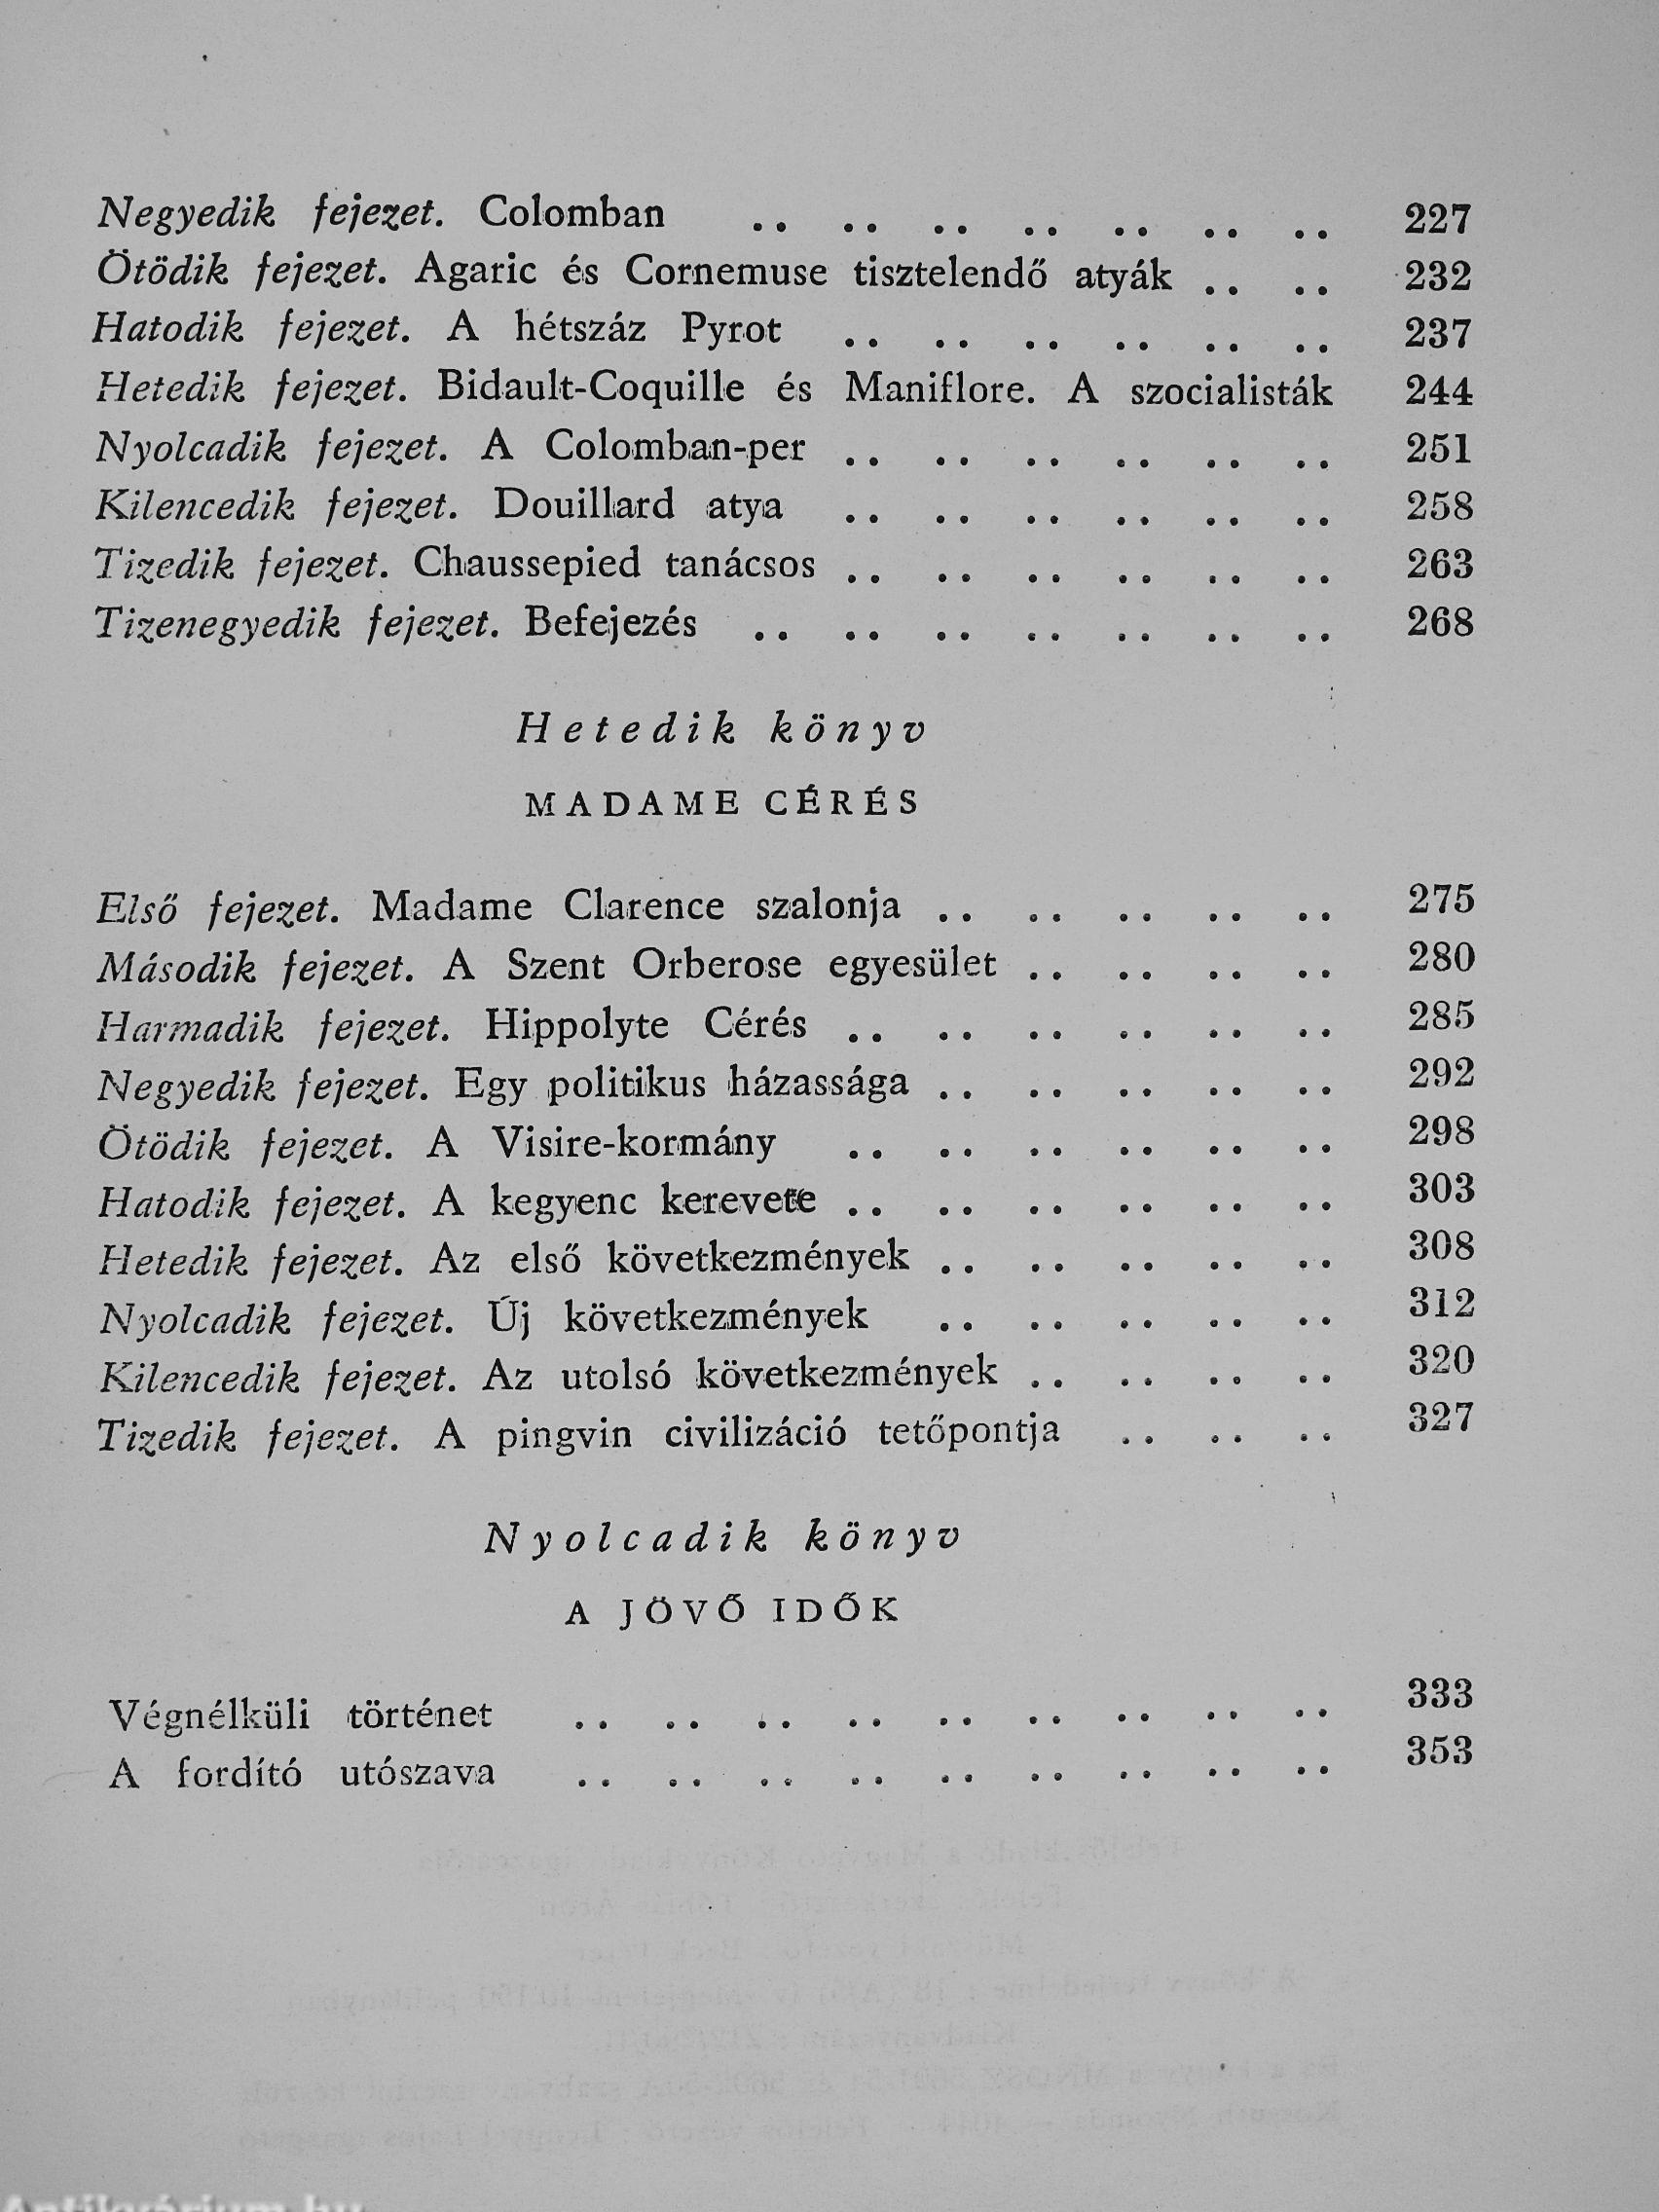 Negyedik fejezet. Colomban .. .. .. .. .. .. .. 227
Ötödik fejezet. Agaric és Cornemuse tisztelendő atyák .. .. 232
Hatodik fejezet. A hétszáz Pyrot .. .. .. .. .. .. 237
Hetedik fejezet. Bidault-Coquille és Maniflore. A szocialisták 244
Nyolcadik fejezet. A Colomban-per .. .. .. .. .. .. 251
Kilencedik fejezet. Douillard atya .. .. .. .. .. .. 258
Tizedik fejezet. Chaussepied tanácsos .. .. .. .. .. .. 263
Tizenegyedik fejezet. Befejezés .. .. .. .. .. .. .. 268
Hetedik könyv
MADAME CÉRÉS
Első fejezet. Madame Clarence szalonja .. .. .. .. .. 275
Második fejezet. A Szent Orberose egyesület .. .. .. .. 280
Harmadik fejezet. Hippolyte Cérés .. .. .. .. .. .. 285
Negyedik fejezet. Egy politikus házassága .. .. .. .. .. 292
Ötödik fejezet. A Visire-kormány .. .. .. .. .. .. 298
Hatodik fejezet. A kegyenc kerevete .. .. .. .. .. .. 303
Hetedik fejezet. Az első következmények .. .. .. .. .. 308
Nyolcadik fejezet. Új következmények .. .. .. .. .. 312
Kilencedik fejezet. Az utolsó következmények .. .. .. .. 320
Tizedik fejezet. A pingvin civilizáció tetőpontja .. .. .. 327
Nyolcadik könyv
A JÖVŐ IDŐK
Végnélküli történet .. .. .. .. .. .. .. .. .. 333
A fordító utószava .. .. .. .. .. .. .. .. .. 353
Antikvárium.hu